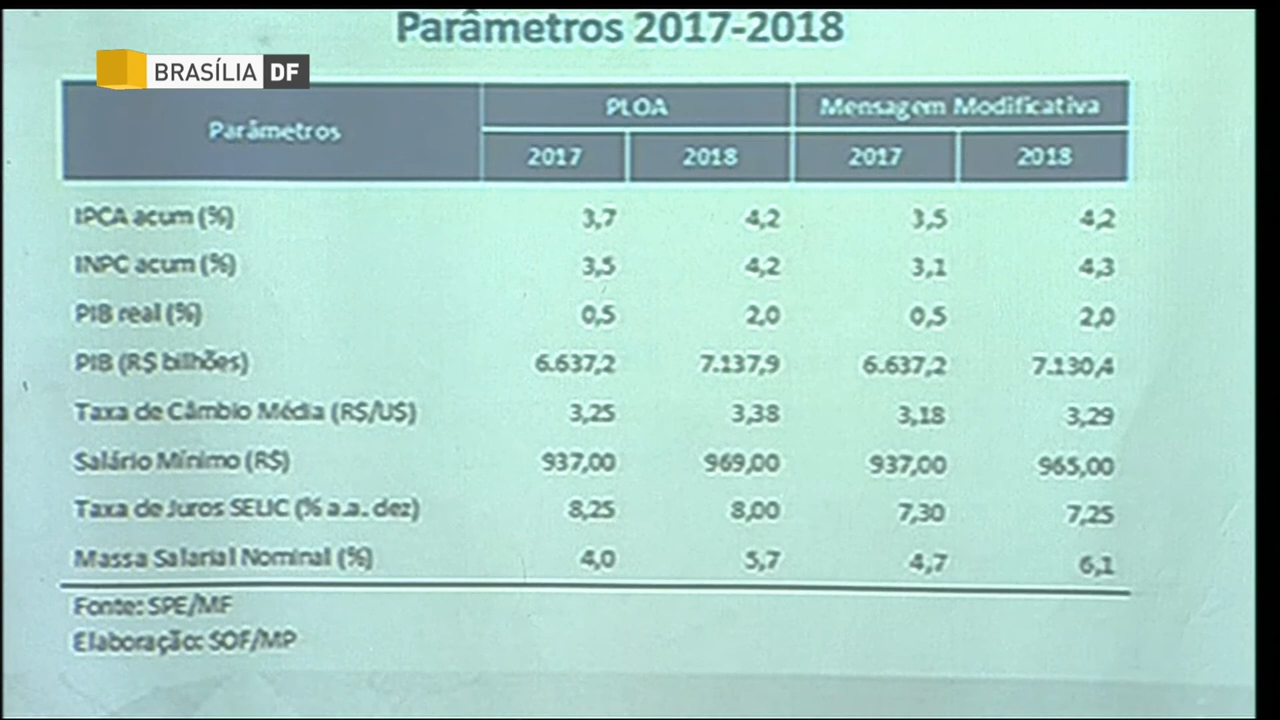 Parâmetros 2017-2018
BRASÍLIA DF
Parâmetros PLOA Mensagem Modificativa
2017 2018 2017 2018
IPCA acum (%) 3,7 4,2 3,5 4,2
INPC acum (%) 3,5 4,2 3,1 4,3
PIB real (%) 0,5 2,0 0,5 2,0
PIB (R$ bilhões) 6.637,2 7.137,9 6.637,2 7.130,4
Taxa de Câmbio Média (R$/U$) 3,25 3,38 3,18 3,29
Salário Mínimo (R$) 937,00 969,00 937,00 965,00
Taxa de Juros SELIC (% a.a. dez) 8,25 8,00 7,30 7,25
Massa Salarial Nominal (%) 4,0 5,7 4,7 6,1
Fonte: SPE/MF
Elaboração: SOF/MP